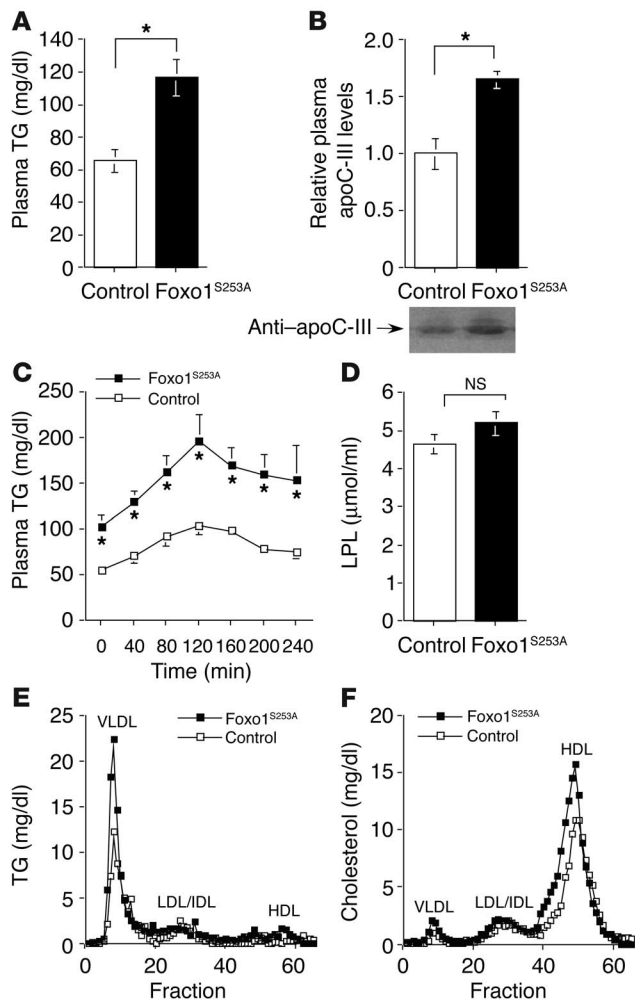 A
*
140
120
100
80
60
40
20
0
Plasma TG (mg/dl)
Control Foxo1S253A
B
*
2.0
1.5
1.0
0.5
0
Relative plasma
apoC-III levels
Control Foxo1S253A
Anti–apoC-III
C
Foxo1S253A
Control
250
200
150
100
50
0
Plasma TG (mg/dl)
* * * * * * *
0 40 80 120 160 200 240
Time (min)
D
NS
6
5
4
3
2
1
0
LPL (μmol/ml)
Control Foxo1S253A
E
VLDL
Foxo1S253A
Control
25
20
15
10
5
0
TG (mg/dl)
LDL/IDL
HDL
0 20 40 60
Fraction
F
Foxo1S253A
Control
20
15
10
5
0
Cholesterol (mg/dl)
HDL
VLDL
LDL/IDL
0 20 40 60
Fraction